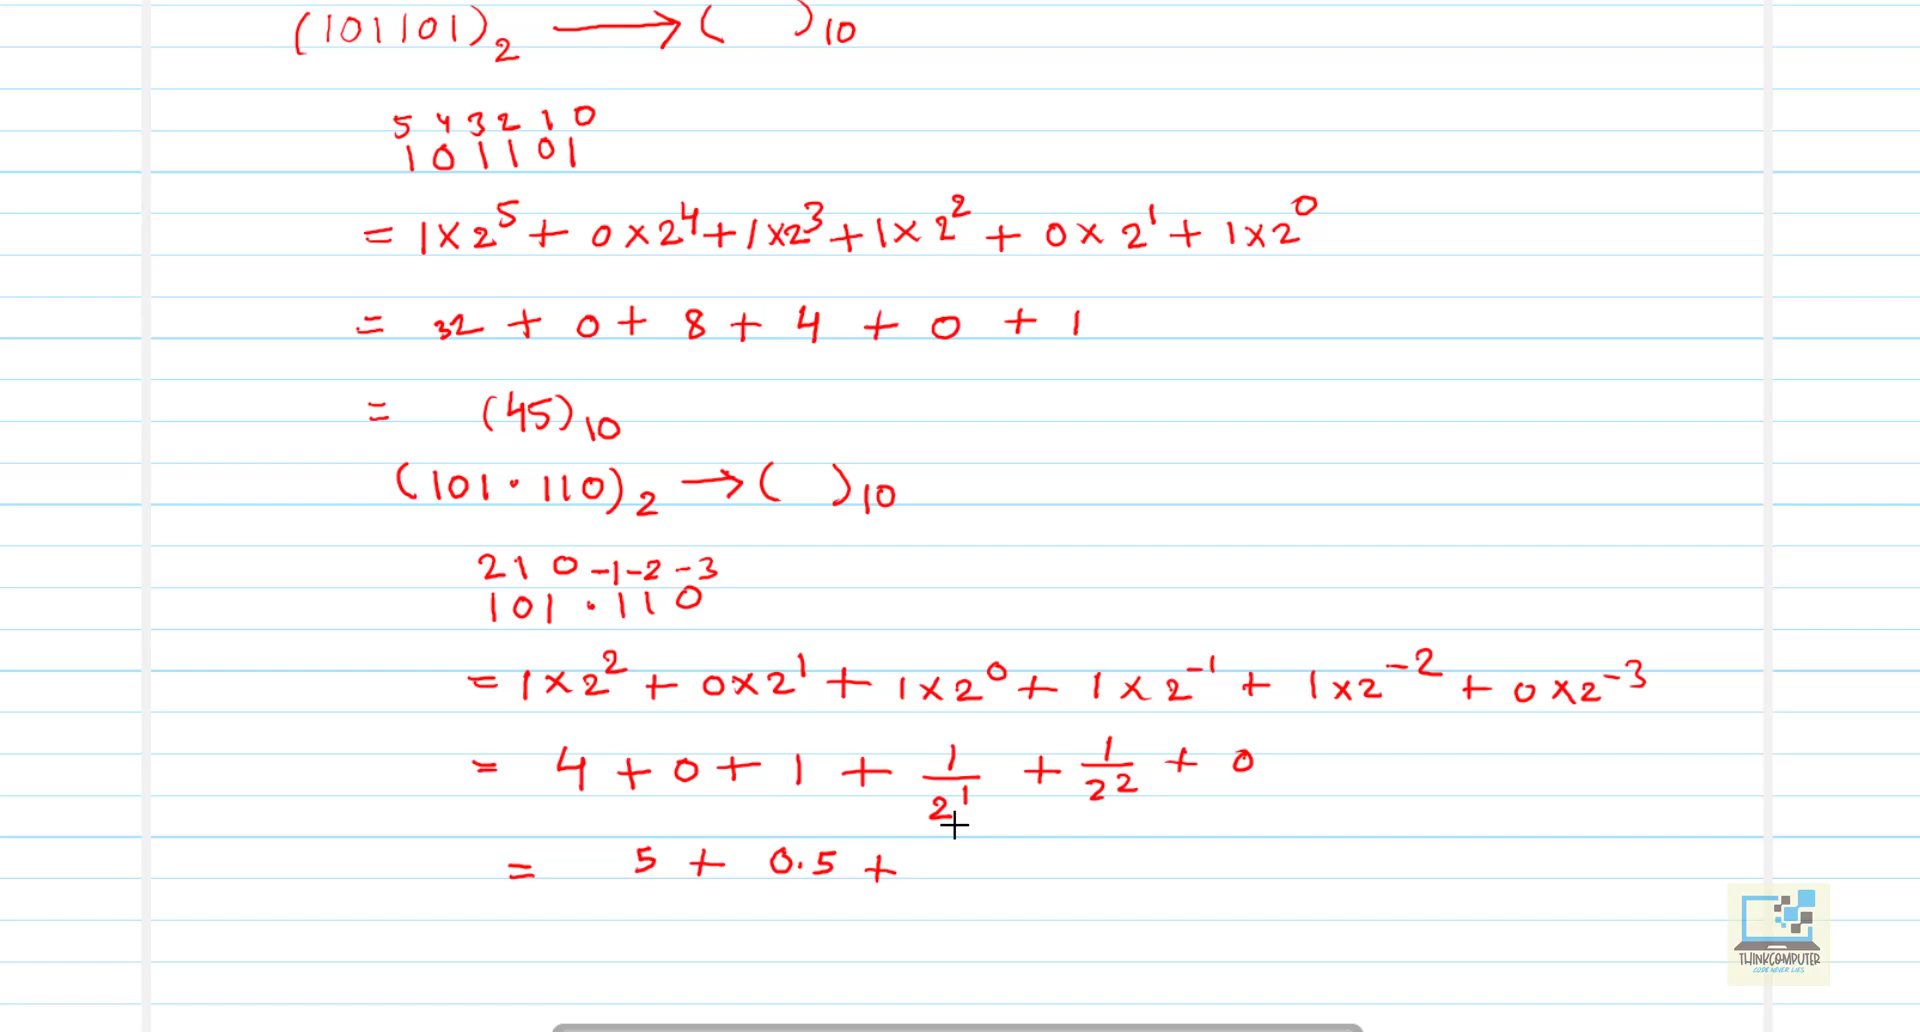 (101101)₂ → ( )₁₀
5 4 3 2 1 0
1 0 1 1 0 1
= 1×2⁵ + 0×2⁴ + 1×2³ + 1×2² + 0×2¹ + 1×2⁰
= 32 + 0 + 8 + 4 + 0 + 1
= (45)₁₀
(101.110)₂ → ( )₁₀
2 1 0 -1 -2 -3
1 0 1 . 1 1 0
= 1×2² + 0×2¹ + 1×2⁰ + 1×2⁻¹ + 1×2⁻² + 0×2⁻³
= 4 + 0 + 1 + 1/2¹ + 1/2² + 0
= 5 + 0.5 +
THINKCOMPUTER
CODE NEVER LIES